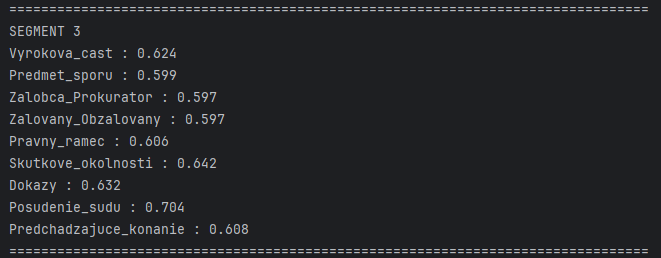 ================================================================================
SEGMENT 3
Vyrokova_cast : 0.624
Predmet_sporu : 0.599
Zalobca_Prokurator : 0.597
Zalovany_Obzalovany : 0.597
Pravny_ramec : 0.606
Skutkove_okolnosti : 0.642
Dokazy : 0.632
Posudenie_sudu : 0.704
Predchadzajuce_konanie : 0.608
================================================================================